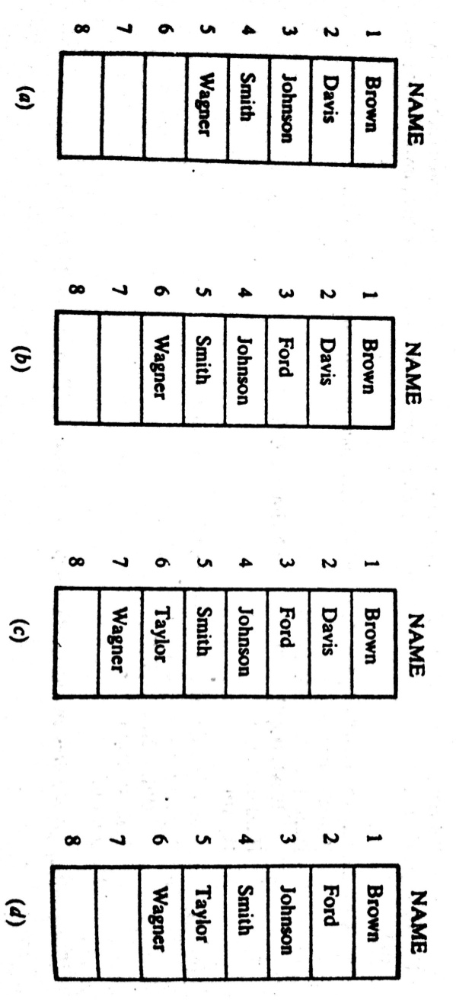 NAME
1 Brown
2 Davis
3 Johnson
4 Smith
5 Wagner
6
7
8
(a)
NAME
1 Brown
2 Davis
3 Ford
4 Johnson
5 Smith
6 Wagner
7
8
(b)
NAME
1 Brown
2 Davis
3 Ford
4 Johnson
5 Smith
6 Taylor
7 Wagner
8
(c)
NAME
1 Brown
2 Ford
3 Johnson
4 Smith
5 Taylor
6 Wagner
7
8
(d)